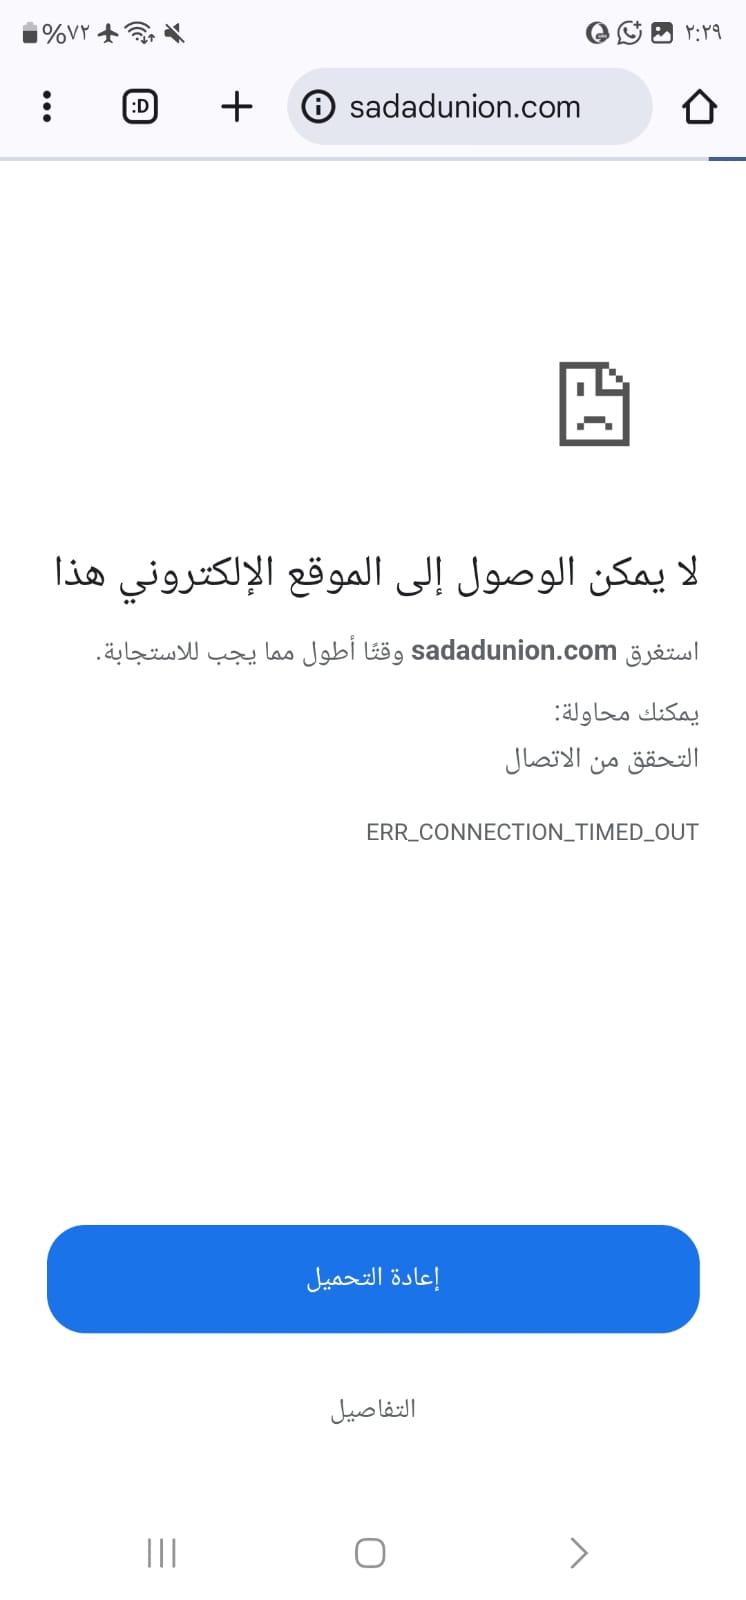 %٧٢ ٢:٢٩
:D sadadunion.com
لا يمكن الوصول إلى الموقع الإلكتروني هذا
استغرق sadadunion.com وقتًا أطول مما يجب للاستجابة.
يمكنك محاولة:
التحقق من الاتصال
ERR_CONNECTION_TIMED_OUT
إعادة التحميل
التفاصيل